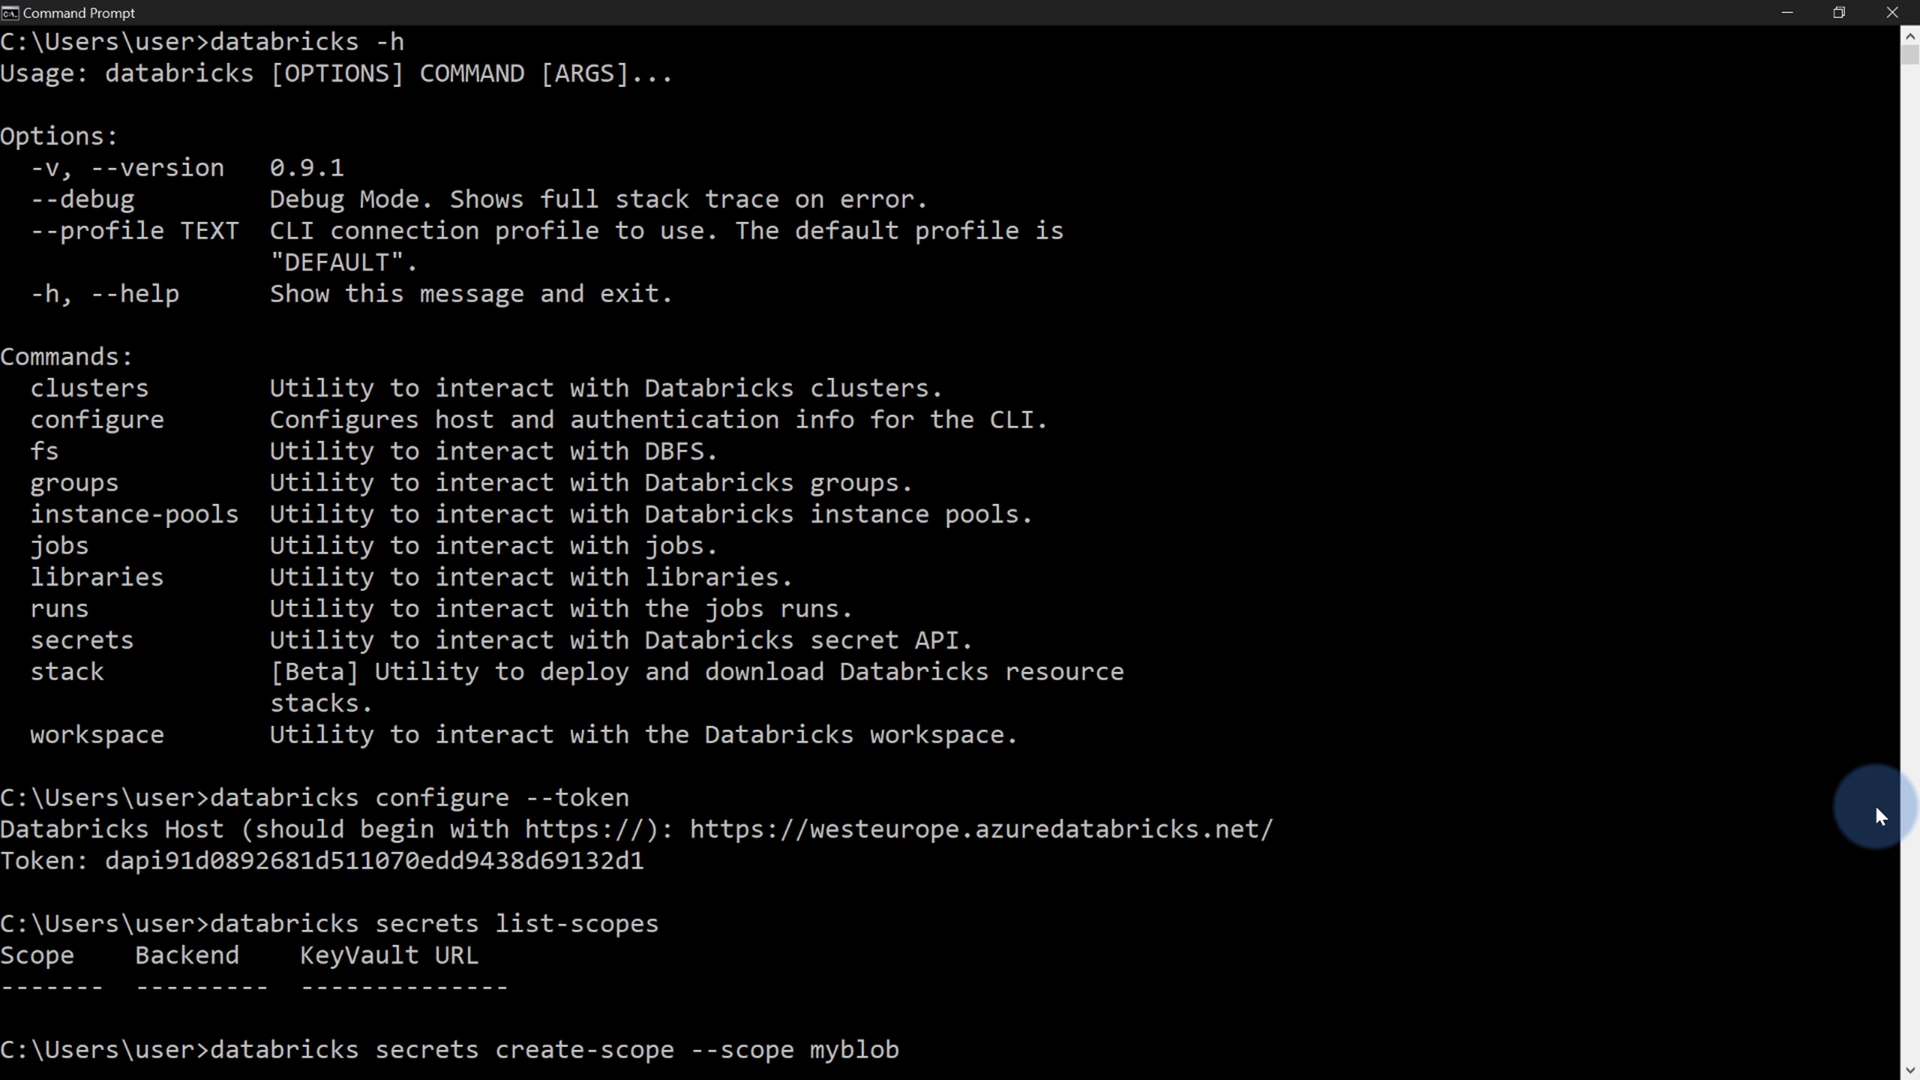 Command Prompt
C:\Users\user>databricks -h
Usage: databricks [OPTIONS] COMMAND [ARGS]...
Options:
-v, --version 0.9.1
--debug Debug Mode. Shows full stack trace on error.
--profile TEXT CLI connection profile to use. The default profile is
"DEFAULT".
-h, --help Show this message and exit.
Commands:
clusters Utility to interact with Databricks clusters.
configure Configures host and authentication info for the CLI.
fs Utility to interact with DBFS.
groups Utility to interact with Databricks groups.
instance-pools Utility to interact with Databricks instance pools.
jobs Utility to interact with jobs.
libraries Utility to interact with libraries.
runs Utility to interact with the jobs runs.
secrets Utility to interact with Databricks secret API.
stack [Beta] Utility to deploy and download Databricks resource
stacks.
workspace Utility to interact with the Databricks workspace.
C:\Users\user>databricks configure --token
Databricks Host (should begin with https://): https://westeurope.azuredatabricks.net/
Token: dapi91d0892681d511070edd9438d69132d1
C:\Users\user>databricks secrets list-scopes
Scope Backend KeyVault URL
------- --------- --------------
C:\Users\user>databricks secrets create-scope --scope myblob